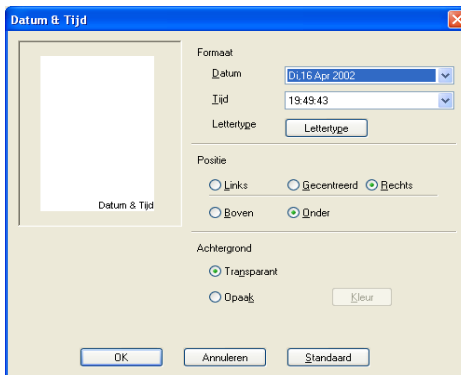 Datum & Tijd
Formaat
Datum
Di,16 Apr 2002
Tijd
19:49:43
Lettertype
Lettertype
Positie
Links
Gecentreerd
Rechts
Datum & Tijd
Boven
Onder
Achtergrond
Transparant
Opaak
Kleur
OK
Annuleren
Standaard